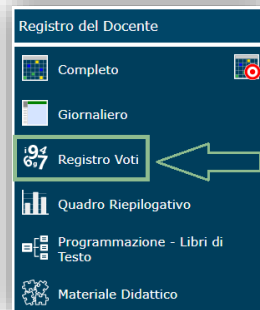 Registro del Docente
Completo
Giornaliero
Registro Voti
Quadro Riepilogativo
Programmazione - Libri di
Testo
Materiale Didattico